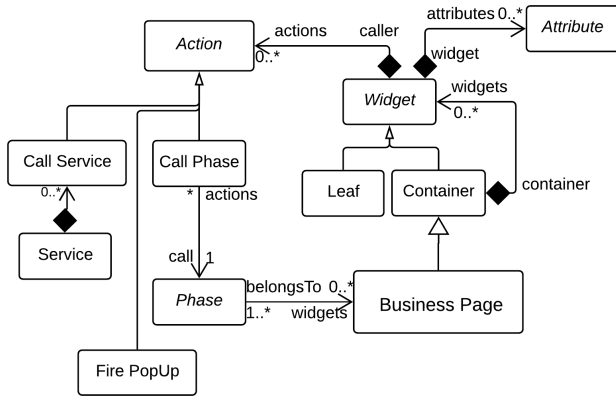 attributes 0..*
Action
actions
caller
Attribute
0..*
widget
Widget
widgets
0..*
Call Service
Call Phase
Leaf
Container
container
0..*
* actions
Service
call 1
Phase
belongsTo 0..*
1..* widgets
Business Page
Fire PopUp